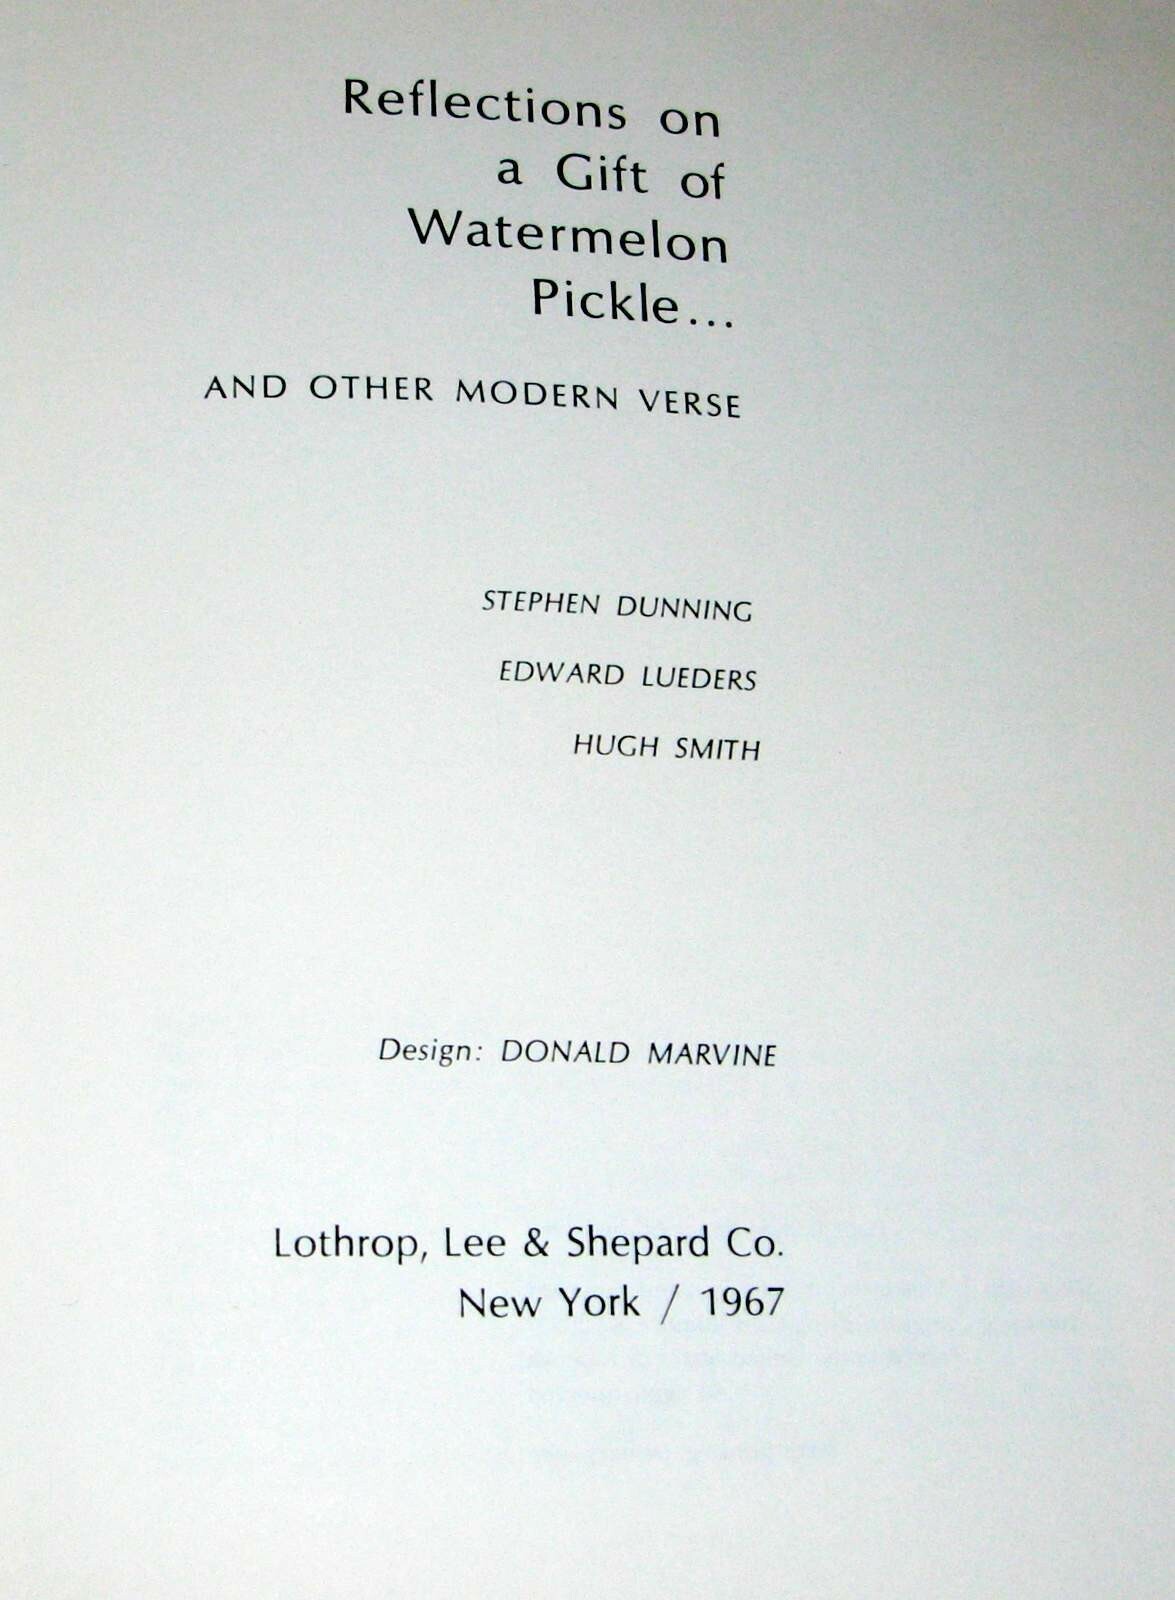 Reflections on
a Gift of
Watermelon
Pickle...
AND OTHER MODERN VERSE
STEPHEN DUNNING
EDWARD LUEDERS
HUGH SMITH
Design: DONALD MARVINE
Lothrop, Lee & Shepard Co.
New York / 1967